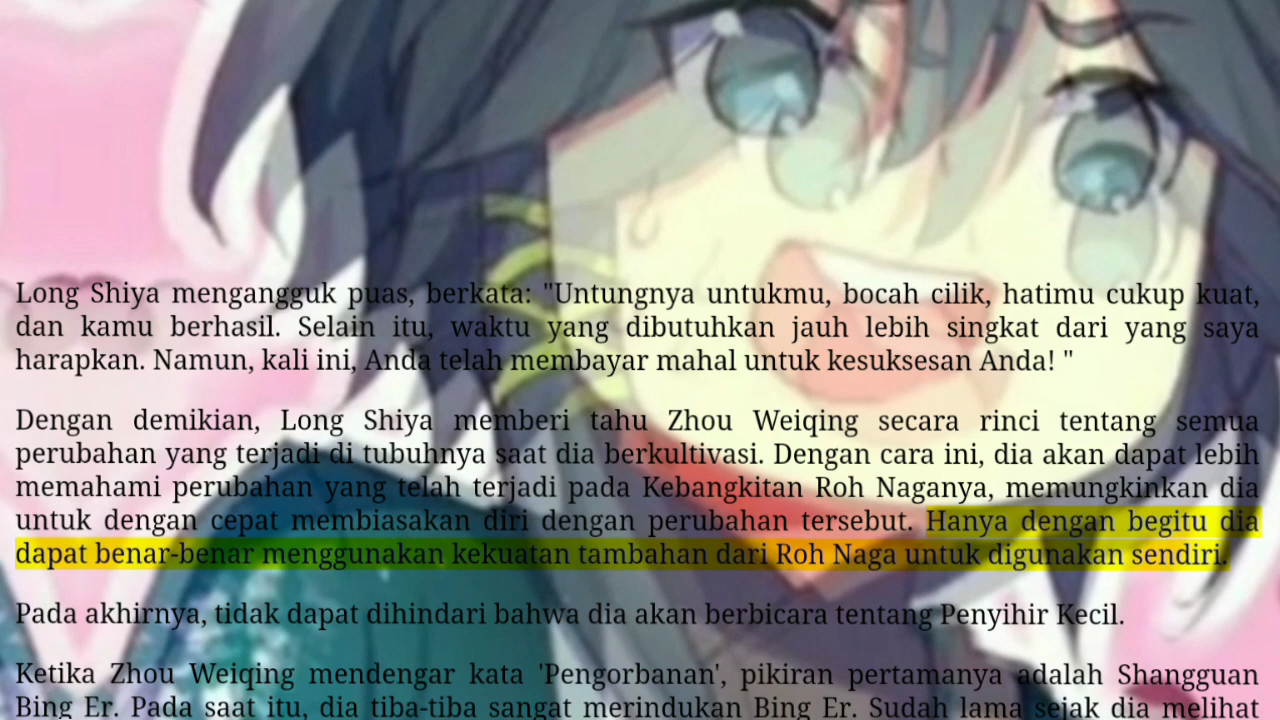 Long Shiya mengangguk puas, berkata: "Untungnya untukmu, bocah cilik, hatimu cukup kuat,
dan kamu berhasil. Selain itu, waktu yang dibutuhkan jauh lebih singkat dari yang saya
harapkan. Namun, kali ini, Anda telah membayar mahal untuk kesuksesan Anda! "
Dengan demikian, Long Shiya memberi tahu Zhou Weiqing secara rinci tentang semua
perubahan yang terjadi di tubuhnya saat dia berkultivasi. Dengan cara ini, dia akan dapat lebih
memahami perubahan yang telah terjadi pada Kebangkitan Roh Naganya, memungkinkan dia
untuk dengan cepat membiasakan diri dengan perubahan tersebut. Hanya dengan begitu dia
dapat benar-benar menggunakan kekuatan tambahan dari Roh Naga untuk digunakan sendiri.
Pada akhirnya, tidak dapat dihindari bahwa dia akan berbicara tentang Penyihir Kecil.
Ketika Zhou Weiqing mendengar kata 'Pengorbanan', pikiran pertamanya adalah Shangguan
Bing Er. Pada saat itu, dia tiba-tiba sangat merindukan Bing Er. Sudah lama sejak dia melihat